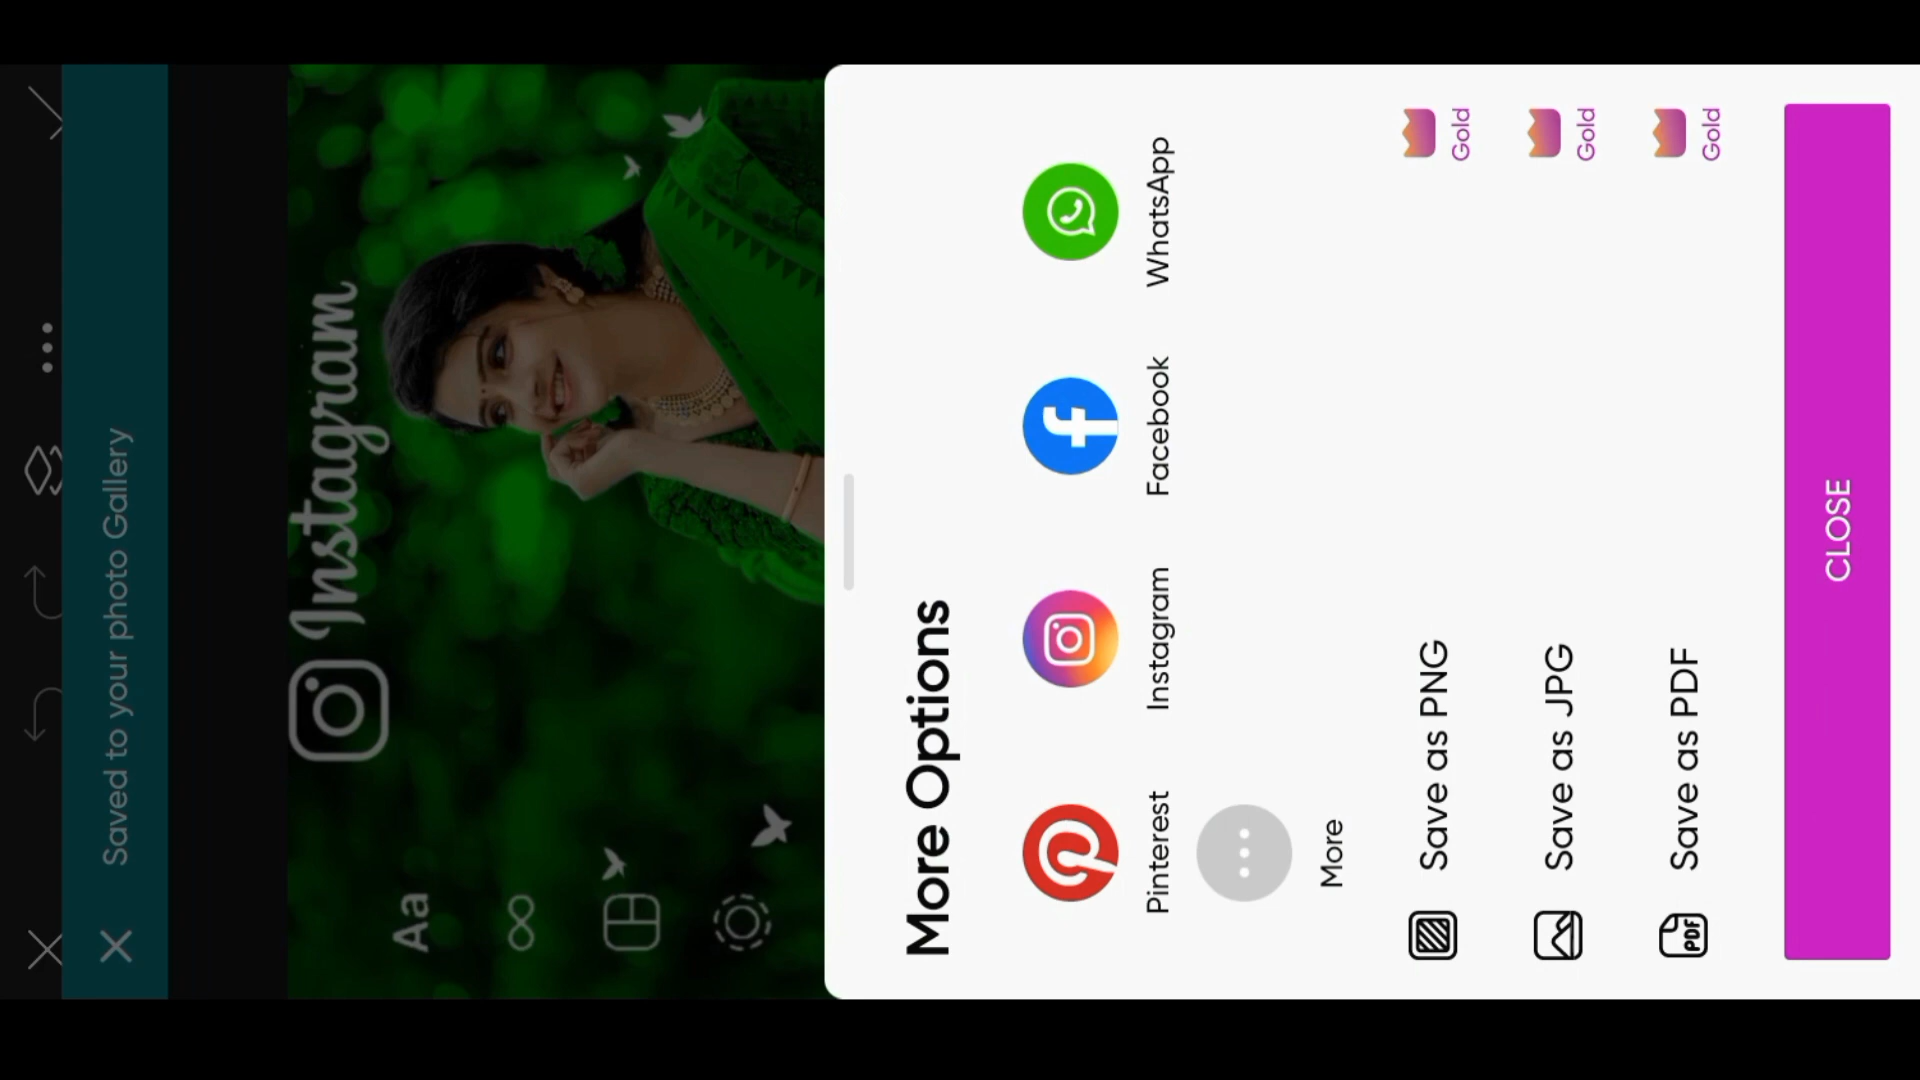 Saved to your photo Gallery
Instagram
Aa
More Options
Pinterest
Instagram
Facebook
WhatsApp
More
Save as PNG
Gold
Save as JPG
Gold
Save as PDF
Gold
PDF
CLOSE